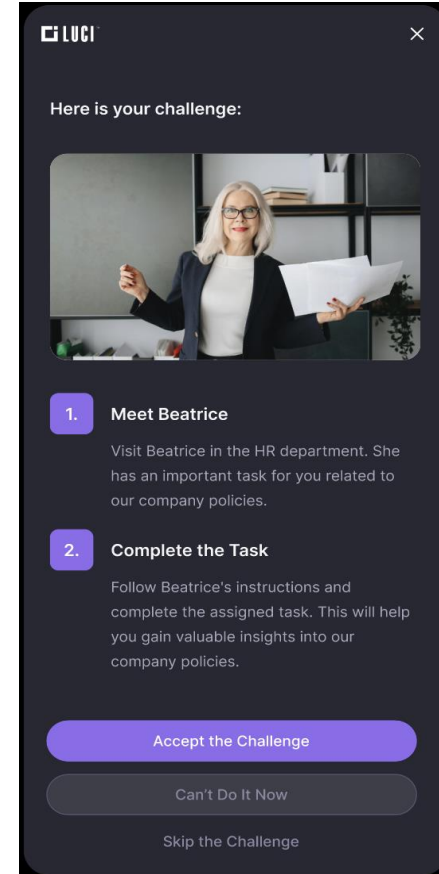 LUCI
Here is your challenge:
1. Meet Beatrice
Visit Beatrice in the HR department. She
has an important task for you related to
our company policies.
2. Complete the Task
Follow Beatrice's instructions and
complete the assigned task. This will help
you gain valuable insights into our
company policies.
Accept the Challenge
Can't Do It Now
Skip the Challenge